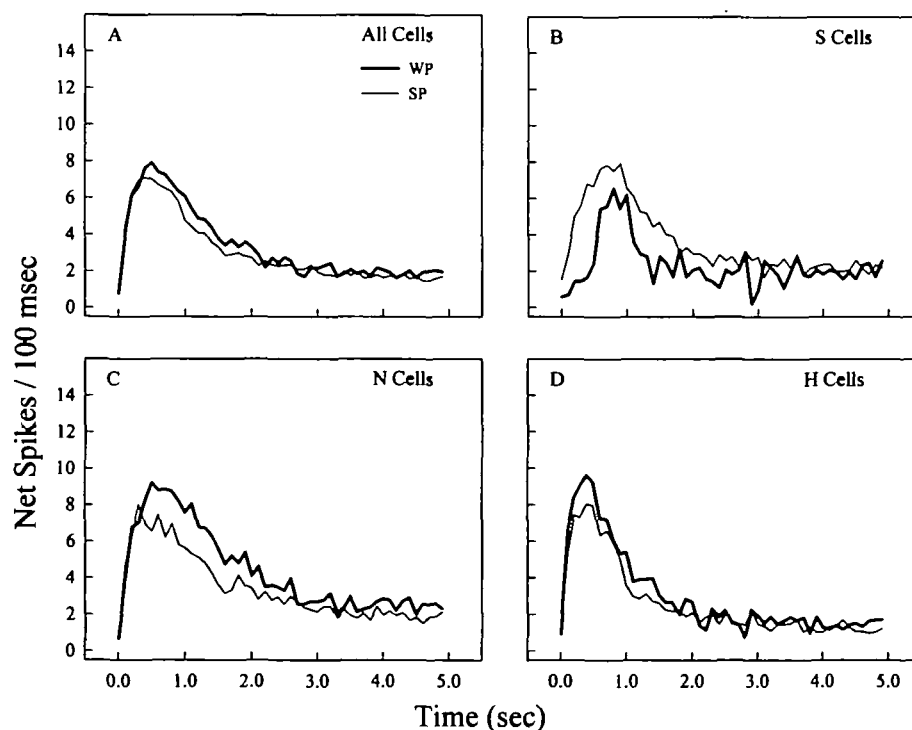 A All Cells
WP
SP
B S Cells
14
12
10
8
6
4
2
0
C N Cells
D H Cells
14
12
10
8
6
4
2
0
0.0 1.0 2.0 3.0 4.0 5.0
0.0 1.0 2.0 3.0 4.0 5.0
Net Spikes / 100 msec
Time (sec)